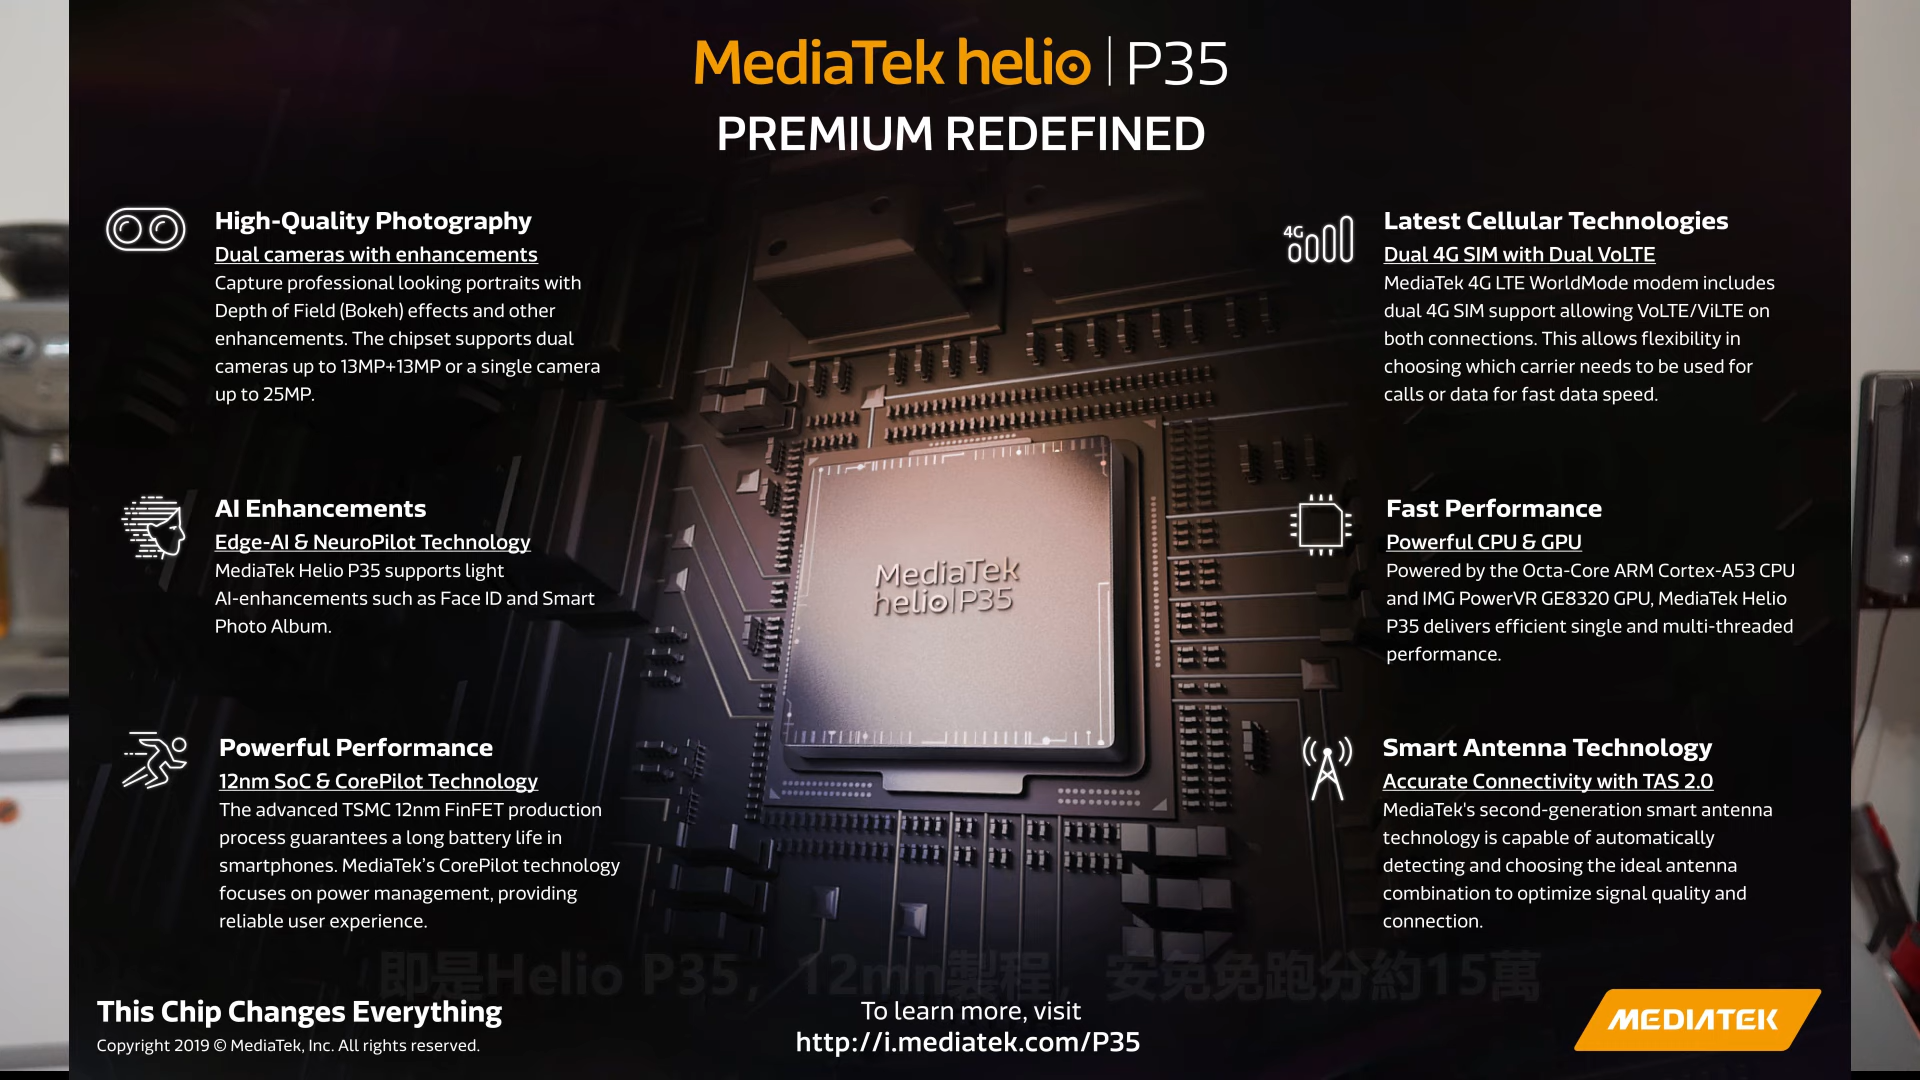 MediaTek helio | P35
PREMIUM REDEFINED
High-Quality Photography
Dual cameras with enhancements
Capture professional looking portraits with
Depth of Field (Bokeh) effects and other
enhancements. The chipset supports dual
cameras up to 13MP+13MP or a single camera
up to 25MP.
AI Enhancements
Edge-AI & NeuroPilot Technology
MediaTek Helio P35 supports light
AI-enhancements such as Face ID and Smart
Photo Album.
Powerful Performance
12nm SoC & CorePilot Technology
The advanced TSMC 12nm FinFET production
process guarantees a long battery life in
smartphones. MediaTek’s CorePilot technology
focuses on power management, providing
reliable user experience.
MediaTek
helio|P35
4G
Latest Cellular Technologies
Dual 4G SIM with Dual VoLTE
MediaTek 4G LTE WorldMode modem includes
dual 4G SIM support allowing VoLTE/ViLTE on
both connections. This allows flexibility in
choosing which carrier needs to be used for
calls or data for fast data speed.
Fast Performance
Powerful CPU & GPU
Powered by the Octa-Core ARM Cortex-A53 CPU
and IMG PowerVR GE8320 GPU, MediaTek Helio
P35 delivers efficient single and multi-threaded
performance.
Smart Antenna Technology
Accurate Connectivity with TAS 2.0
MediaTek's second-generation smart antenna
technology is capable of automatically
detecting and choosing the ideal antenna
combination to optimize signal quality and
connection.
即是Helio P35，12mn製程，安免免跑分約15萬
This Chip Changes Everything
Copyright 2019 © MediaTek, Inc. All rights reserved.
To learn more, visit
http://i.mediatek.com/P35
MEDIATEK